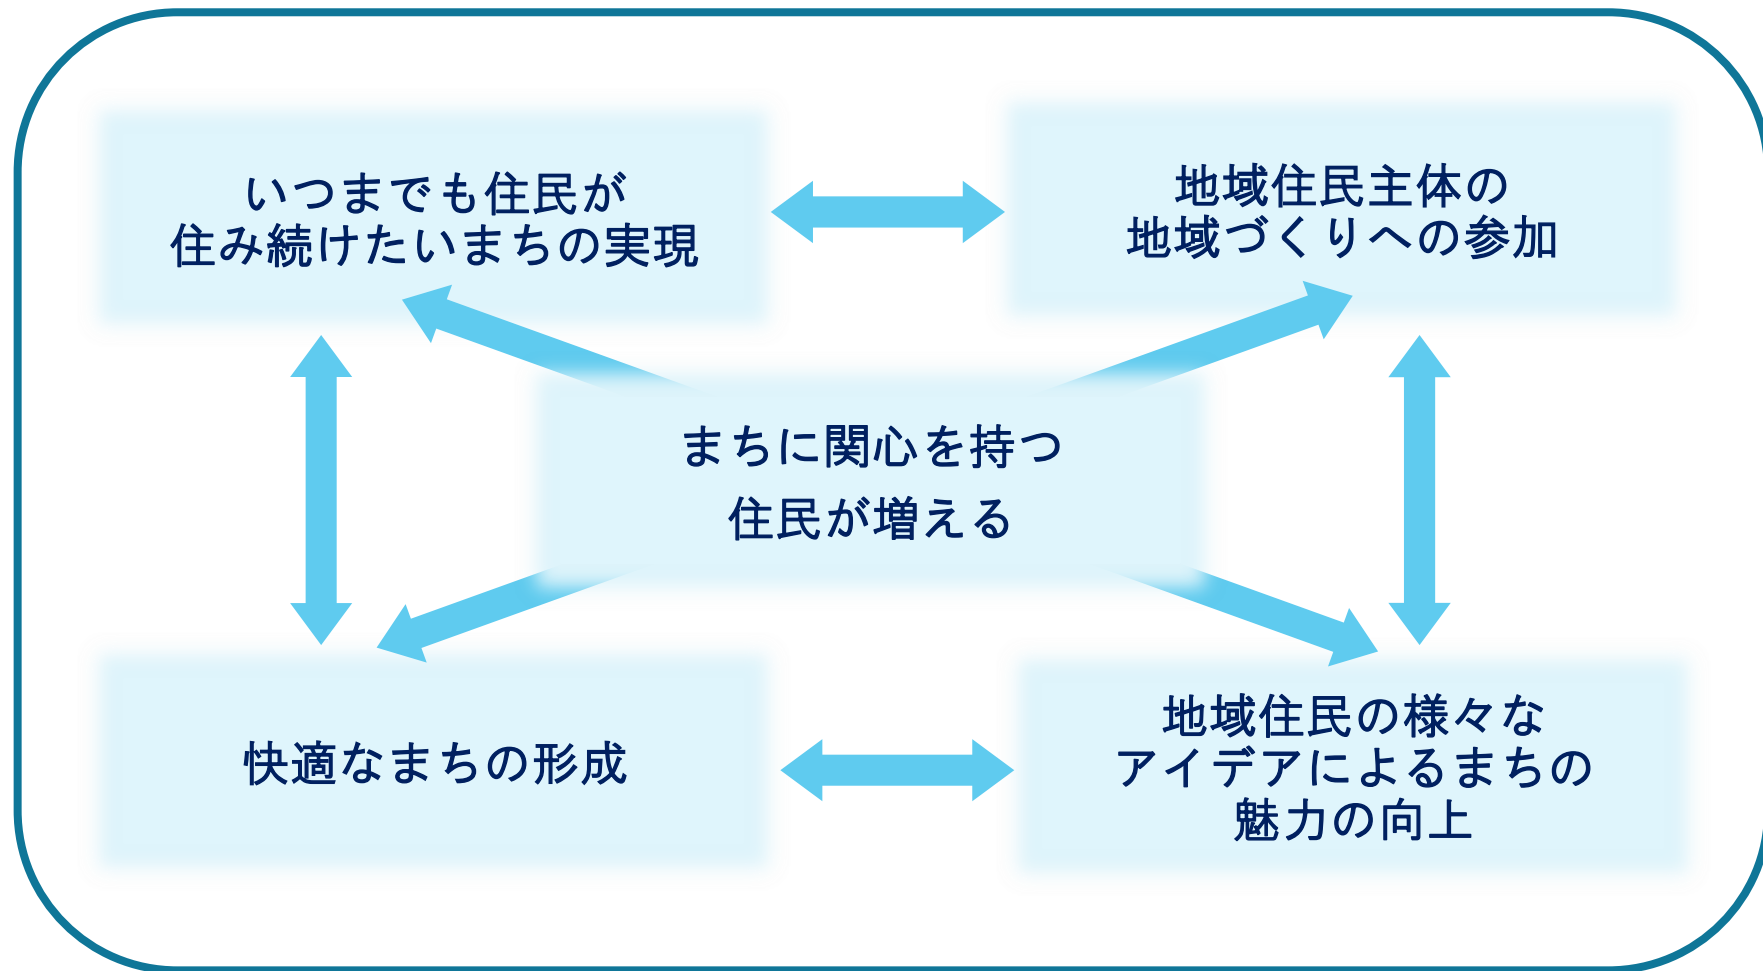 いつまでも住民が
住み続けたいまちの実現
地域住民主体の
地域づくりへの参加
まちに関心を持つ
住民が増える
快適なまちの形成
地域住民の様々な
アイデアによるまちの
魅力の向上